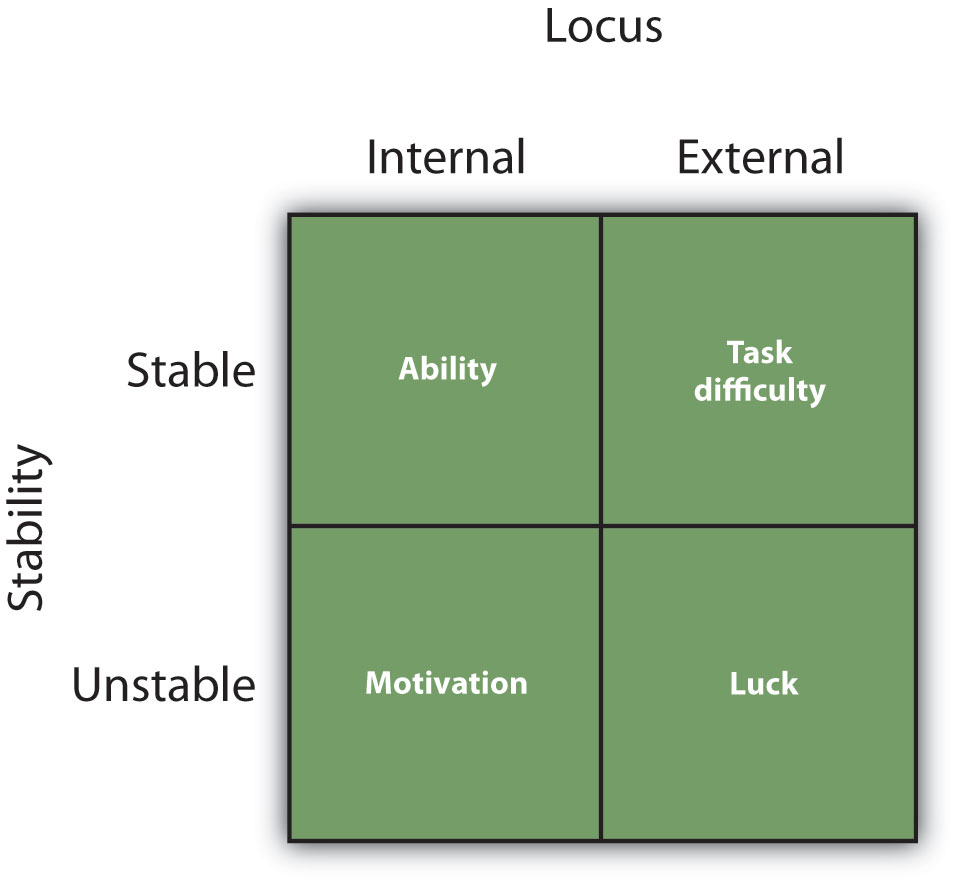 Locus
Internal External
Stable
Ability
Task
difficulty
Stability
Unstable
Motivation
Luck